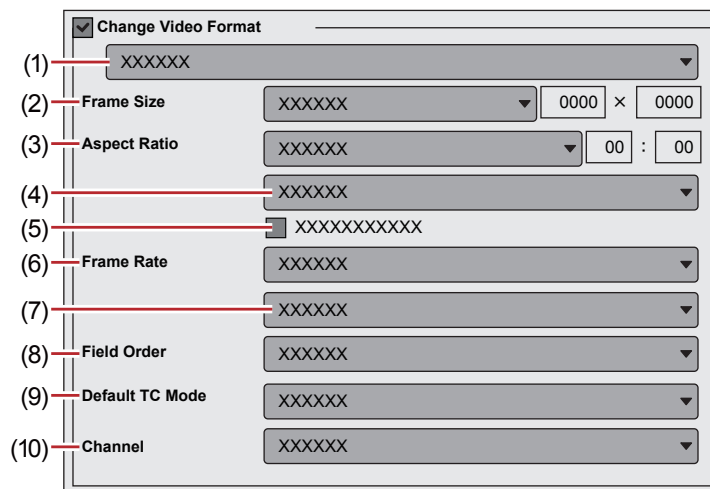 Change Video Format
(1) XXXXXX
(2) Frame Size XXXXXX 0000 × 0000
(3) Aspect Ratio XXXXXX 00 : 00
(4) XXXXXX
(5) XXXXXXXXXXX
(6) Frame Rate XXXXXX
(7) XXXXXX
(8) Field Order XXXXXX
(9) Default TC Mode XXXXXX
(10) Channel XXXXXX